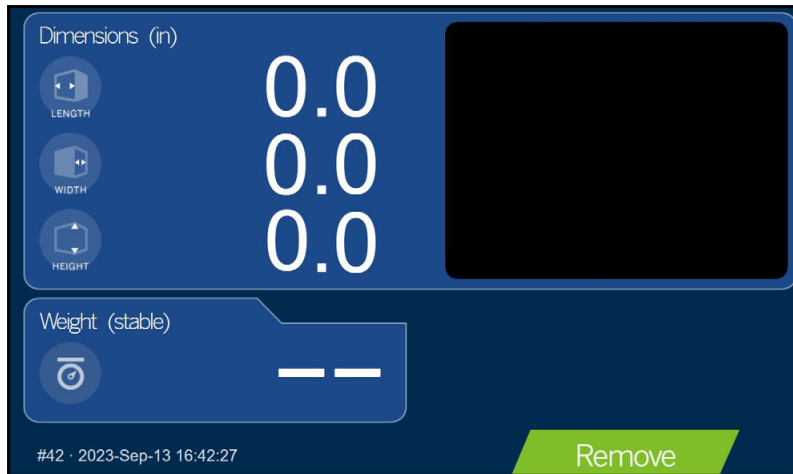 Dimensions (in)
LENGTH
0.0
WIDTH
0.0
HEIGHT
0.0
Weight (stable)
--
#42 · 2023-Sep-13 16:42:27
Remove